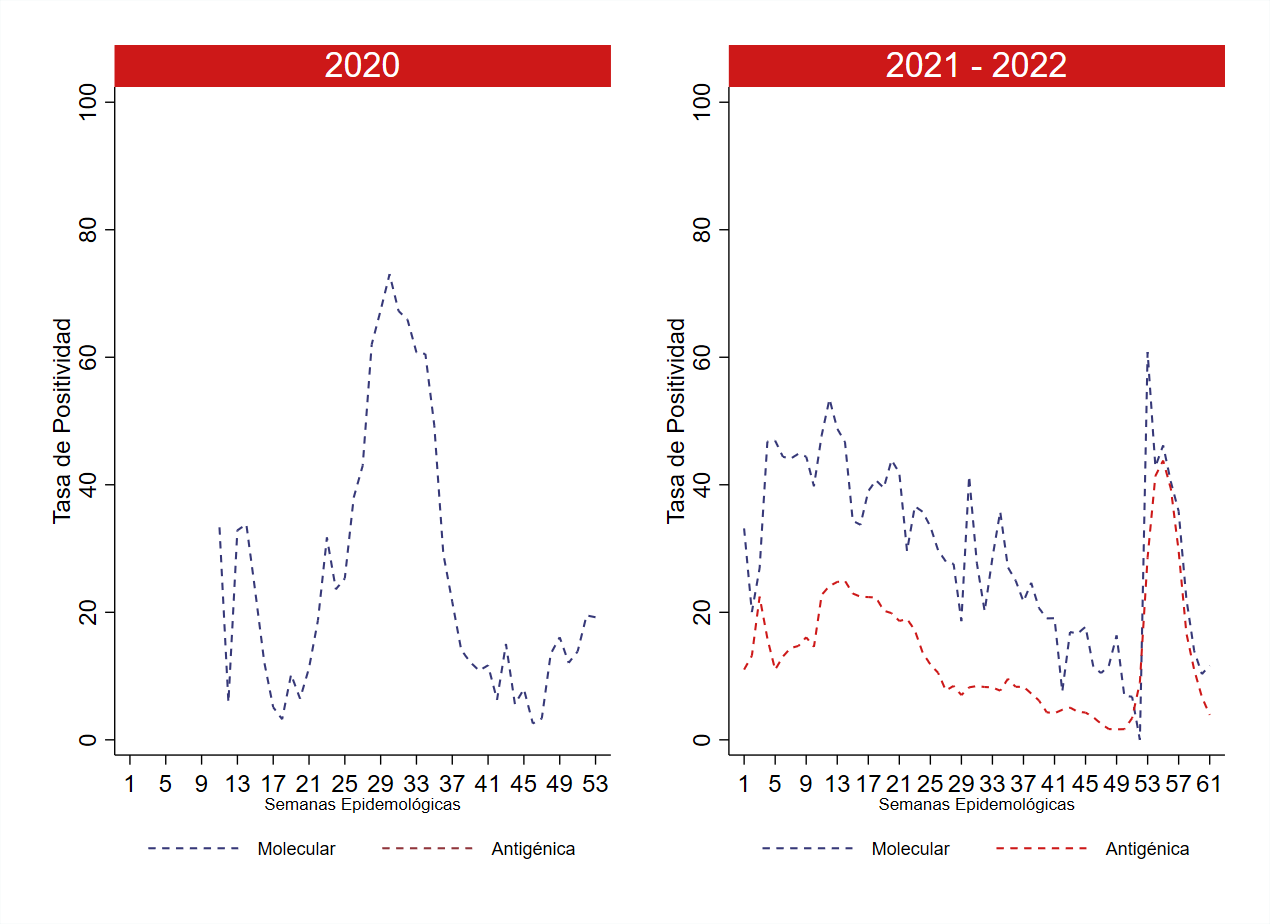 2020
Tasa de Positividad
100
80
60
40
20
0
1 5 9 13 17 21 25 29 33 37 41 45 49 53
Semanas Epidemológicas
Molecular Antigénica
2021 - 2022
Tasa de Positividad
100
80
60
40
20
0
1 5 9 13 17 21 25 29 33 37 41 45 49 53 57 61
Semanas Epidemológicas
Molecular Antigénica